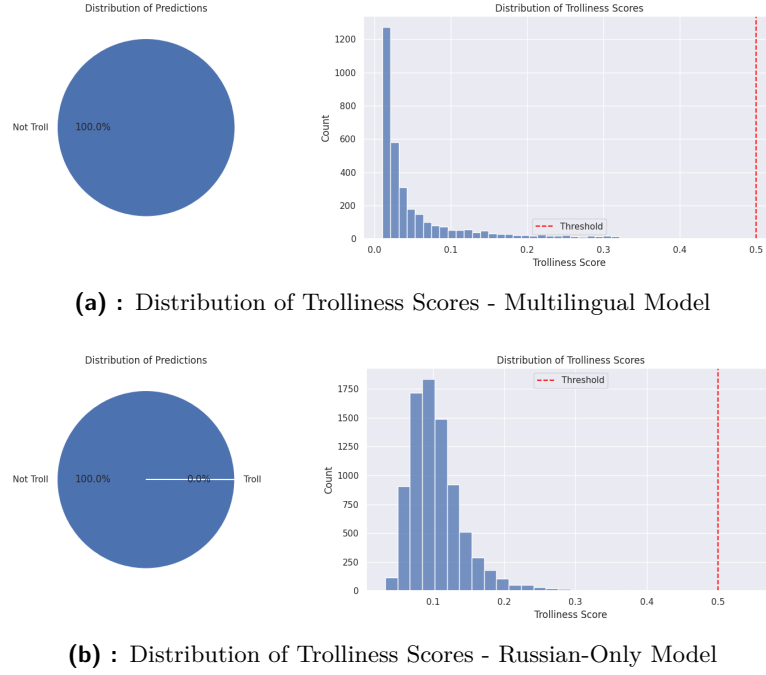 Distribution of Predictions
Not Troll
100.0%
Distribution of Trolliness Scores
Count
1200
1000
800
600
400
200
0
0.0 0.1 0.2 0.3 0.4 0.5
Threshold
Trolliness Score
(a) : Distribution of Trolliness Scores - Multilingual Model
Distribution of Predictions
Not Troll
100.0%
0.0%
Troll
Distribution of Trolliness Scores
Threshold
Count
1750
1500
1250
1000
750
500
250
0
0.1 0.2 0.3 0.4 0.5
Trolliness Score
(b) : Distribution of Trolliness Scores - Russian-Only Model